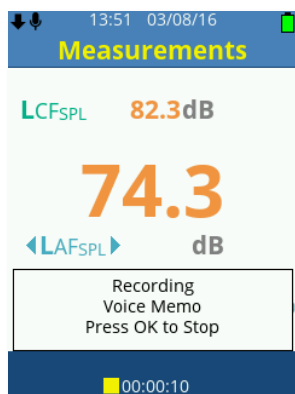 13:51 03/08/16
Measurements
LCFSPL 82.3dB
74.3
LAFSPL dB
Recording
Voice Memo
Press OK to Stop
00:00:10